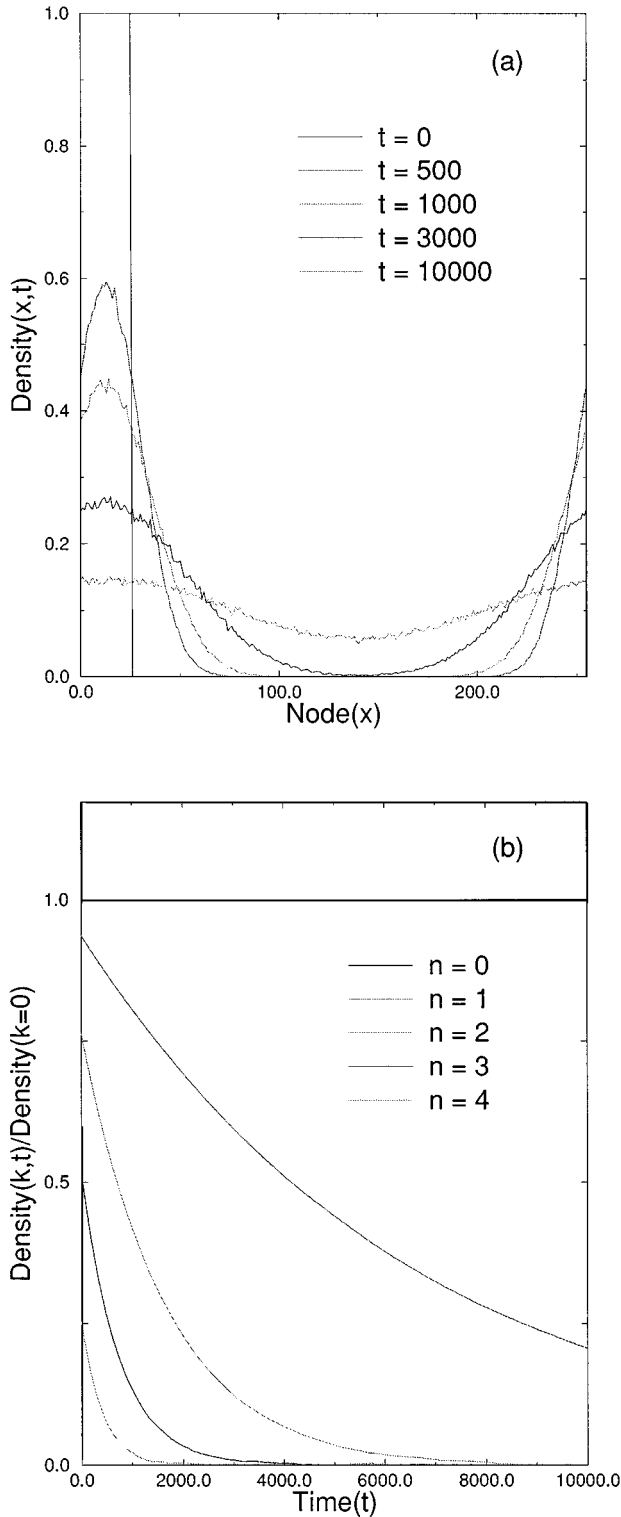 1.0
(a)
t = 0
t = 500
0.8
t = 1000
t = 3000
t = 10000
0.6
Density(x,t)
0.4
0.2
0.0
0.0 100.0 200.0
Node(x)
(b)
1.0
n = 0
n = 1
n = 2
n = 3
n = 4
Density(k,t)/Density(k=0)
0.5
0.0
0.0 2000.0 4000.0 6000.0 8000.0 10000.0
Time(t)